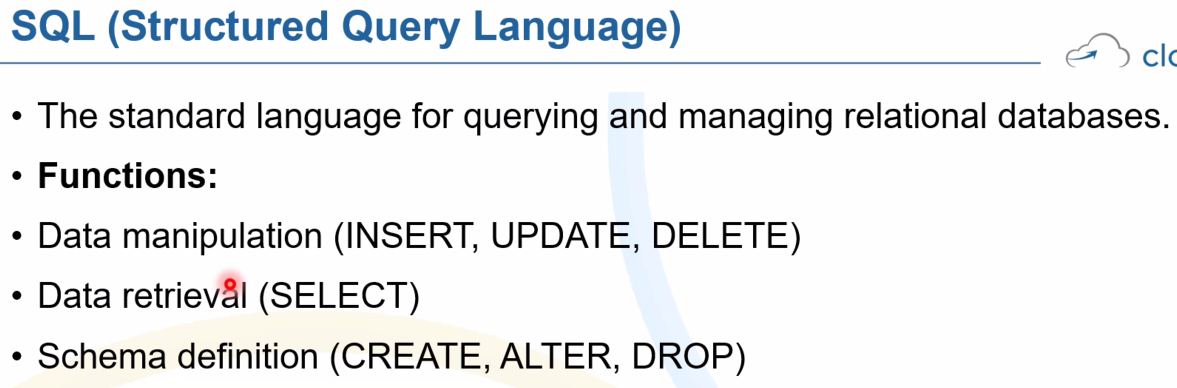 SQL (Structured Query Language)
clo
• The standard language for querying and managing relational databases.
• Functions:
• Data manipulation (INSERT, UPDATE, DELETE)
• Data retrieval (SELECT)
• Schema definition (CREATE, ALTER, DROP)